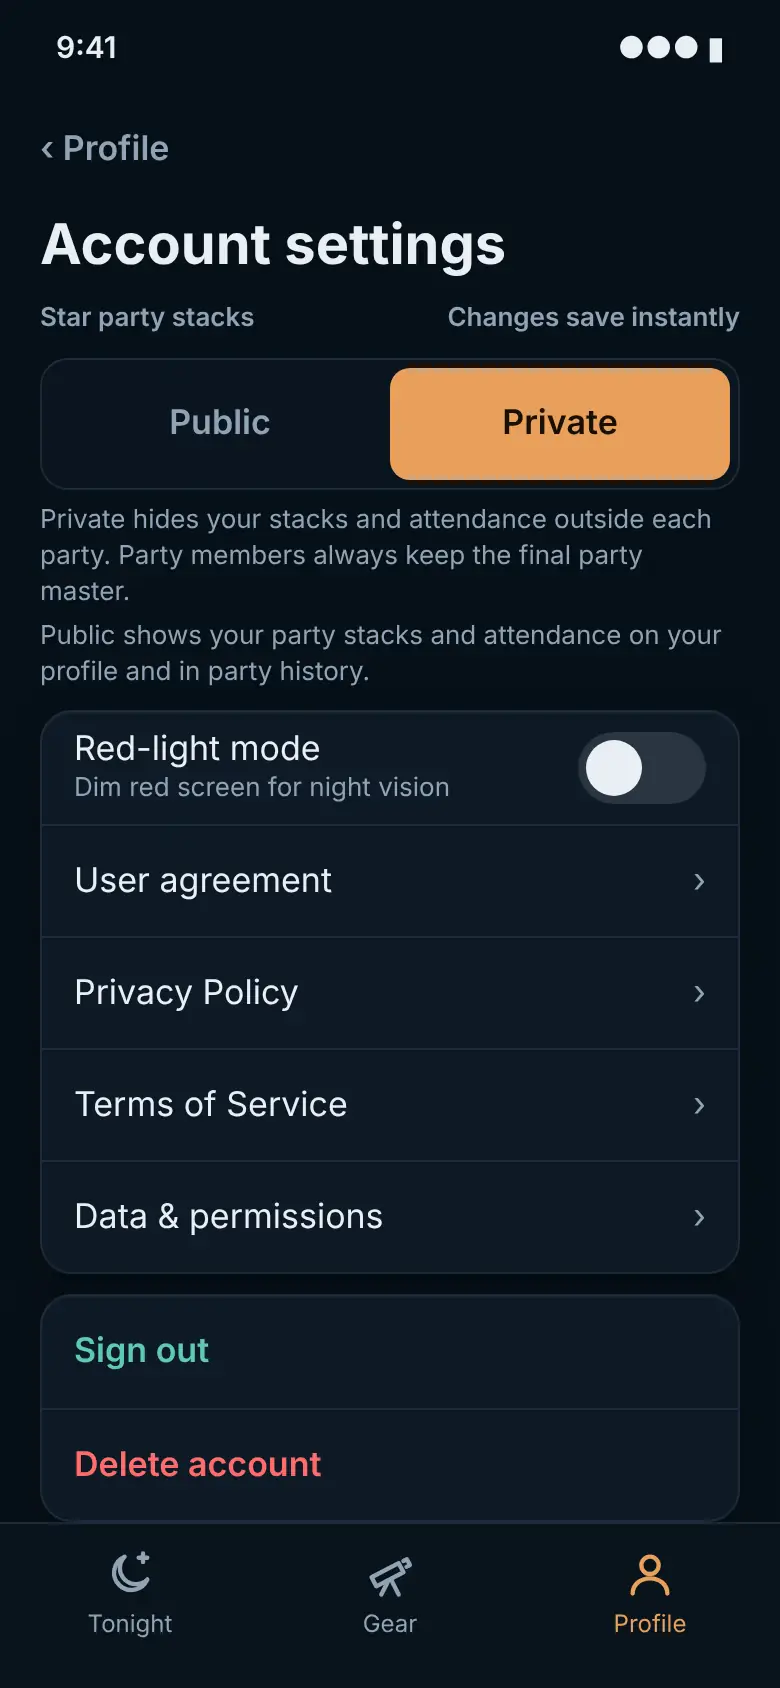 9:41
‹ Profile
Account settings
Star party stacks
Changes save instantly
Public
Private
Private hides your stacks and attendance outside each
party. Party members always keep the final party
master.
Public shows your party stacks and attendance on your
profile and in party history.
Red-light mode
Dim red screen for night vision
User agreement
Privacy Policy
Terms of Service
Data & permissions
Sign out
Delete account
Tonight
Gear
Profile